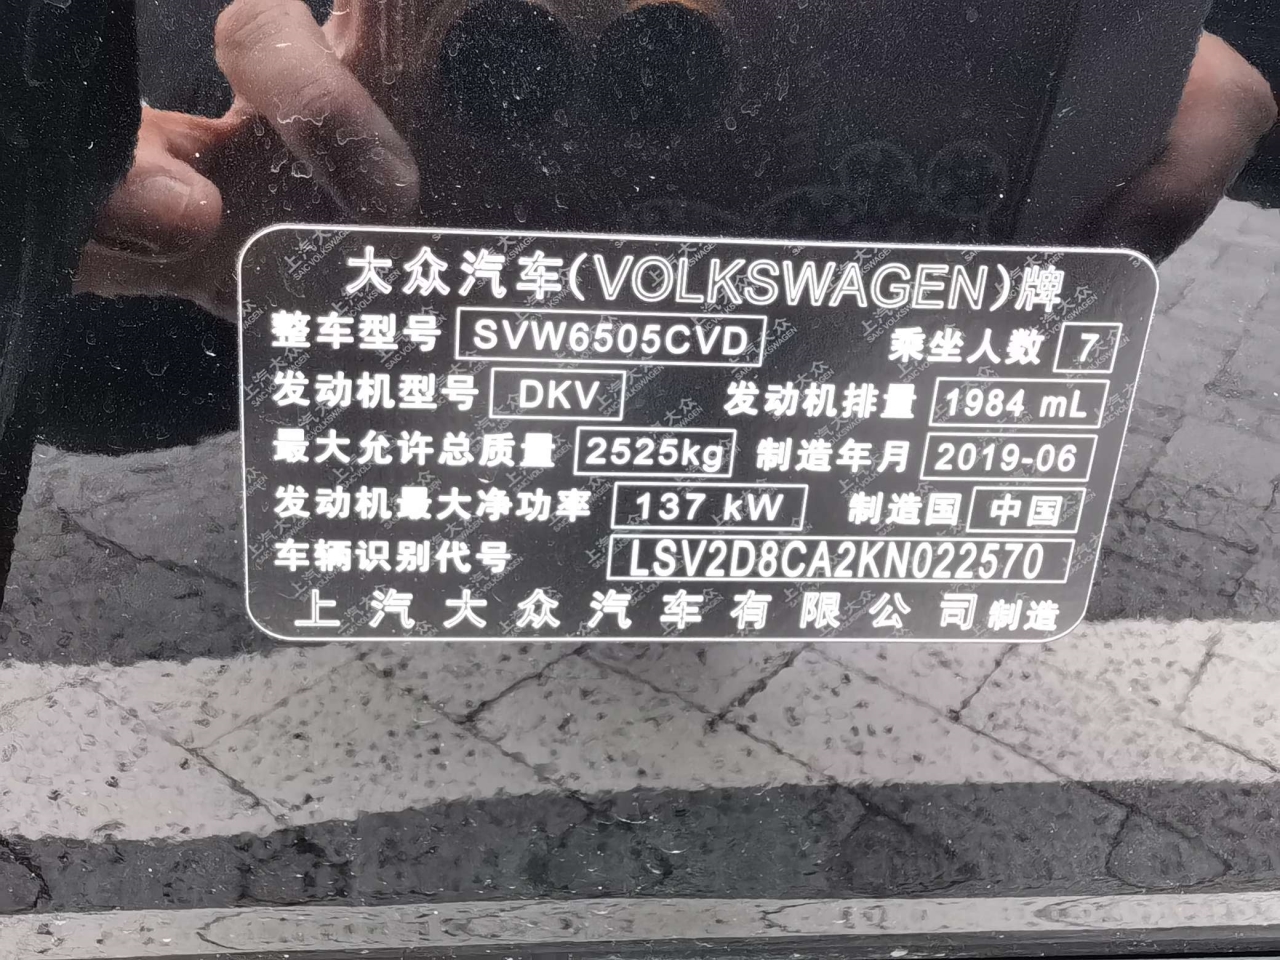 大众汽车(VOLKSWAGEN)牌
整车型号 SVW6505CVD 乘坐人数 7
发动机型号 DKV 发动机排量 1984 mL
最大允许总质量 2525kg 制造年月 2019-06
发动机最大净功率 137 kW 制造国 中国
车辆识别代号 LSV2D8CA2KN022570
上汽大众汽车有限公司制造